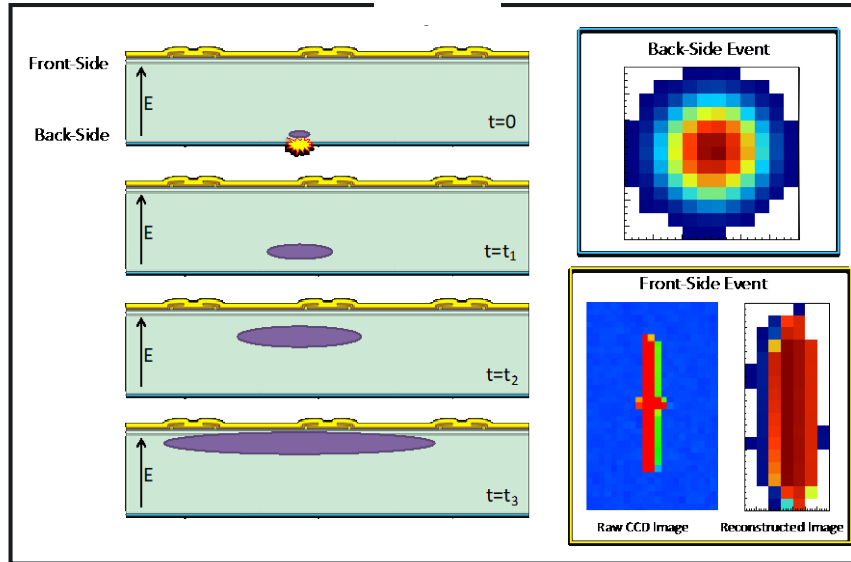 Front-Side
E
t=0
Back-Side
E
t=t1
E
t=t2
E
t=t3
Back-Side Event
Front-Side Event
Raw CCD Image
Reconstructed Image